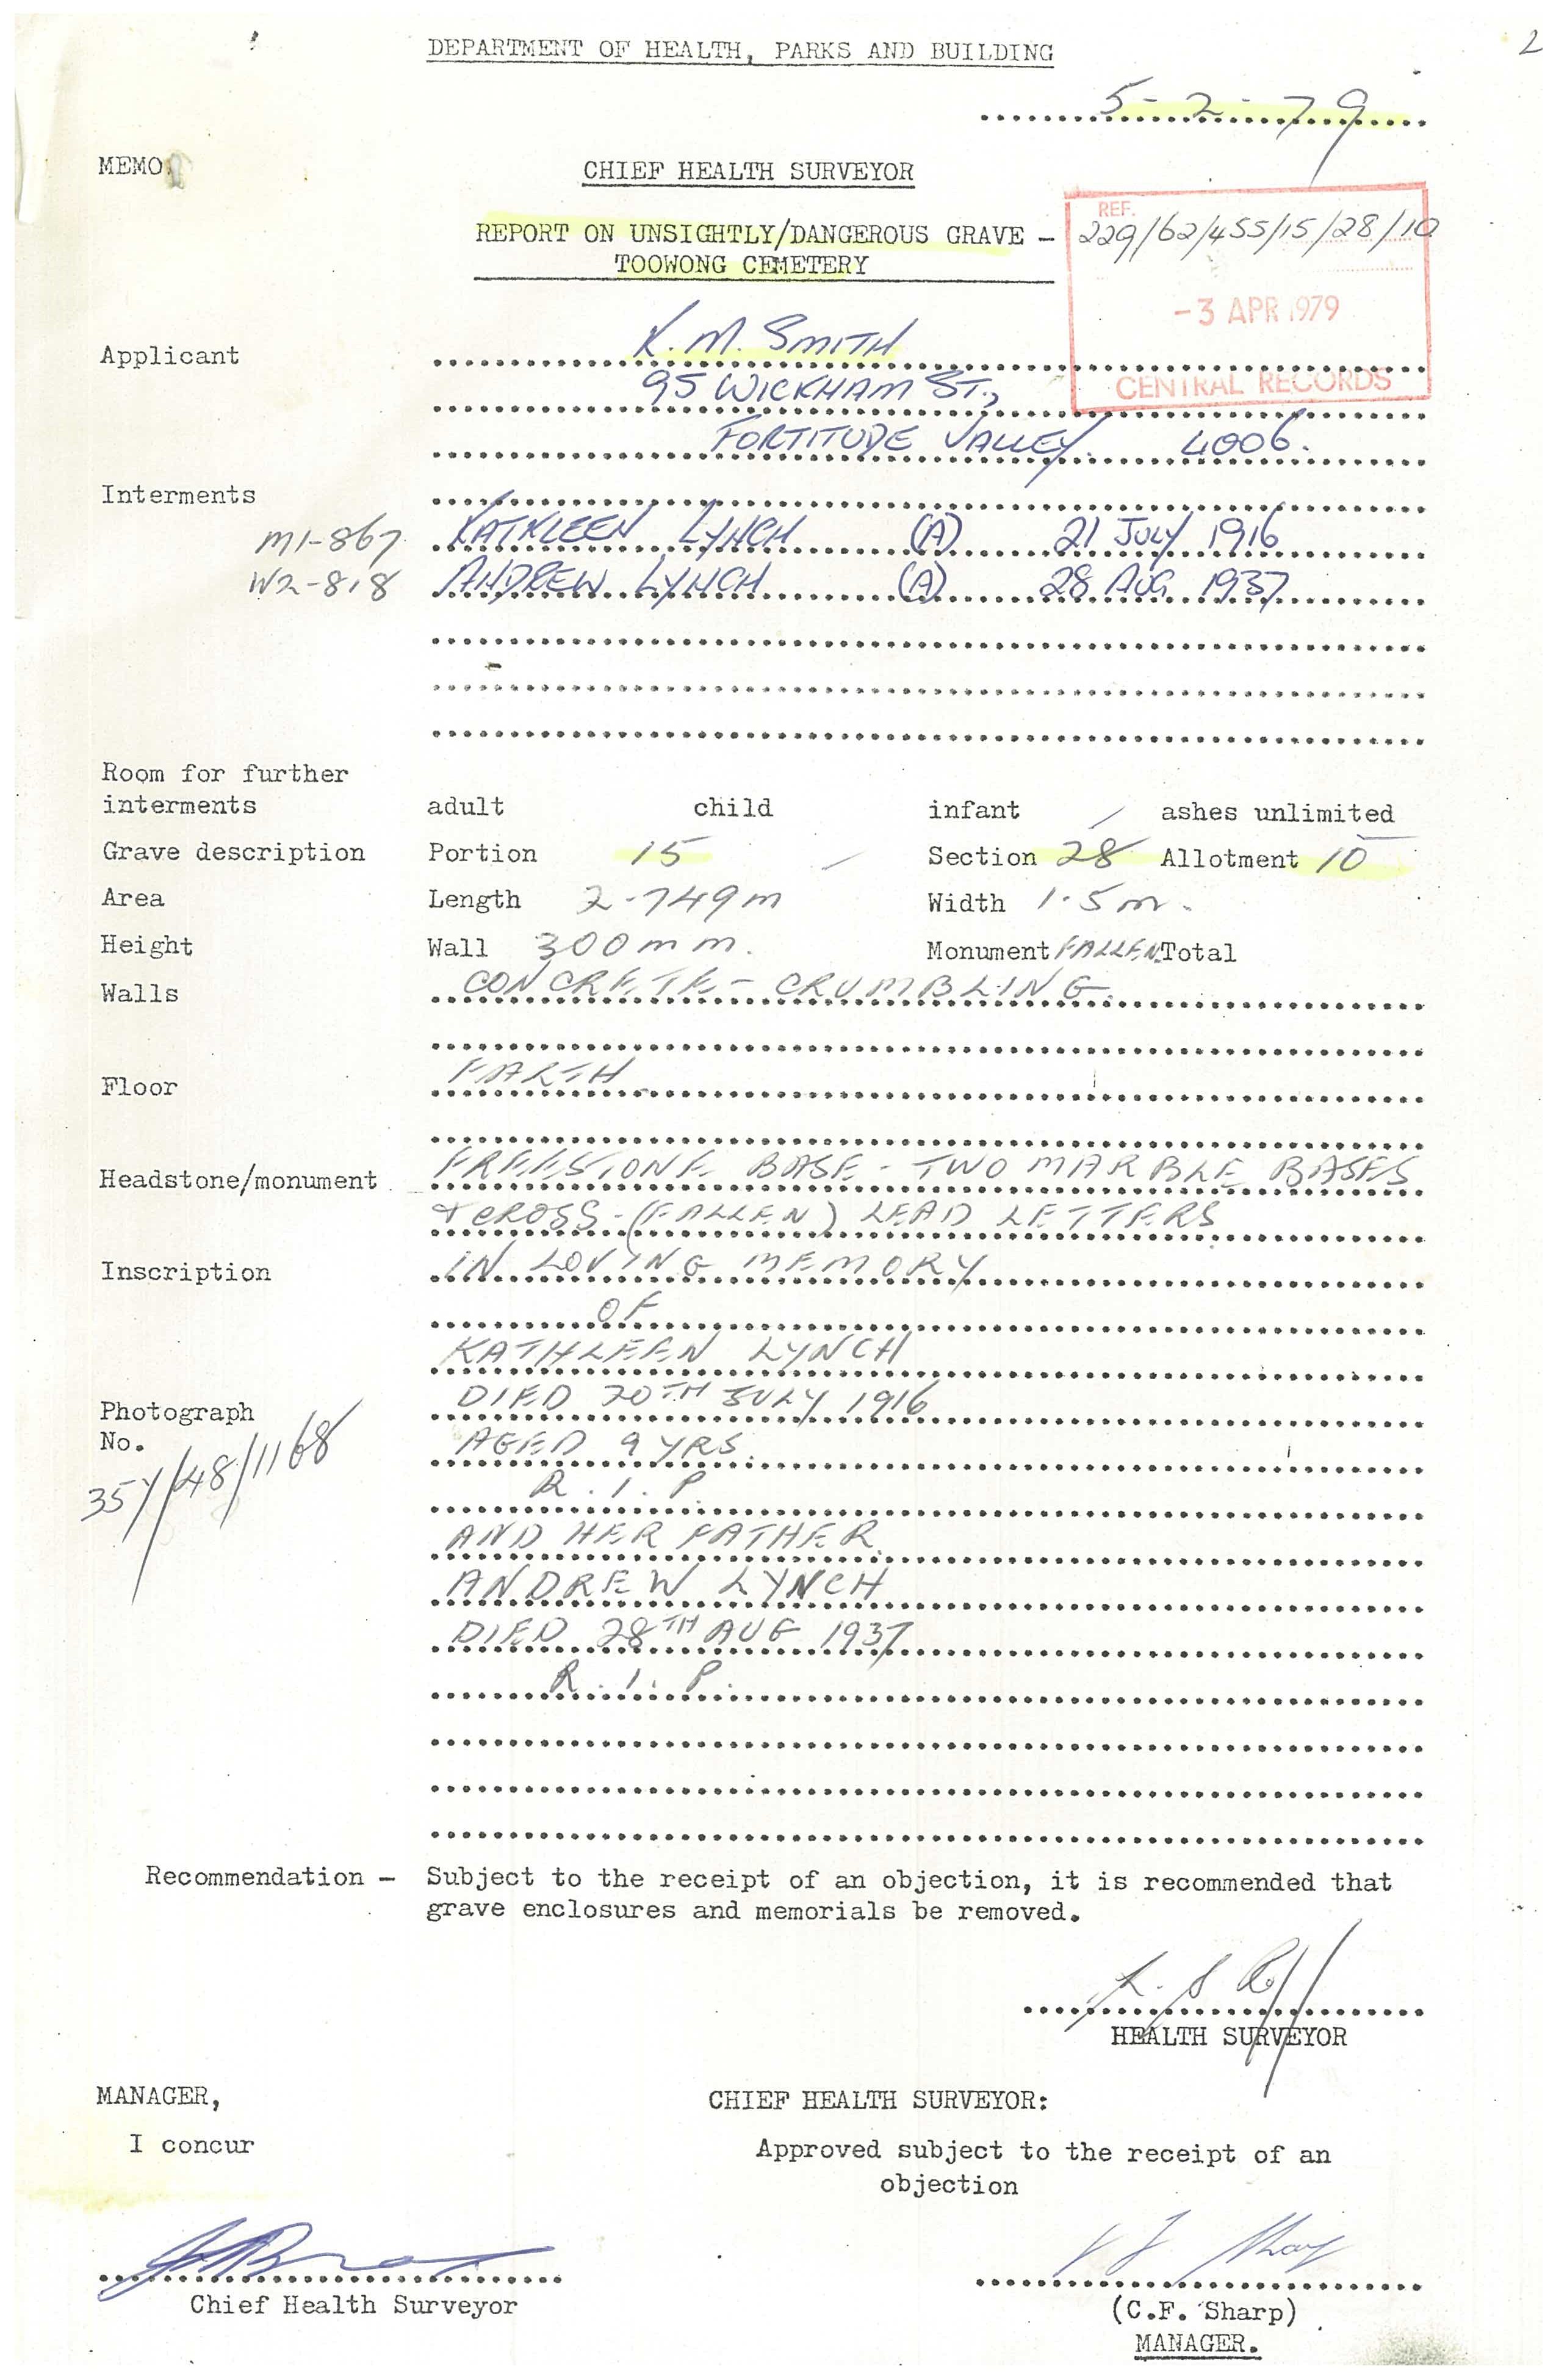 2
DEPARTMENT OF HEALTH, PARKS AND BUILDING
5-2-79
MEMO
CHIEF HEALTH SURVEYOR
REPORT ON UNSIGHTLY/DANGEROUS GRAVE -
TOOWONG CEMETERY
REF.
229/62/455/15/28/10
-3 APR 1979
CENTRAL RECORDS
Applicant K.M. SMITH
95 WICKHAM ST.,
FORTITUDE VALLEY 4006.
Interments
M1-867 KATHLEEN LYNCH (A) 21 JULY 1916
W2-818 ANDREW LYNCH (A) 28 AUG 1937
Room for further
interments adult child infant / ashes unlimited
Grave description Portion 15 Section 28 Allotment 10
Area Length 2.749m Width 1.5m.
Height Wall 300mm. Monument FALLEN Total
Walls CONCRETE - CRUMBLING.
Floor EARTH
Headstone/monument FREESTONE BASE - TWO MARBLE BASES
+ CROSS - (FALLEN) LEAD LETTERS
Inscription IN LOVING MEMORY
OF
KATHLEEN LYNCH
DIED 20TH JULY 1916
Photograph
No. AGED 9 YRS.
R.I.P.
AND HER FATHER
ANDREW LYNCH
DIED 28TH AUG 1937
R.I.P.
Recommendation - Subject to the receipt of an objection, it is recommended that
grave enclosures and memorials be removed.
HEALTH SURVEYOR
MANAGER, CHIEF HEALTH SURVEYOR:
I concur Approved subject to the receipt of an
objection
Chief Health Surveyor
(C.F. Sharp)
MANAGER.